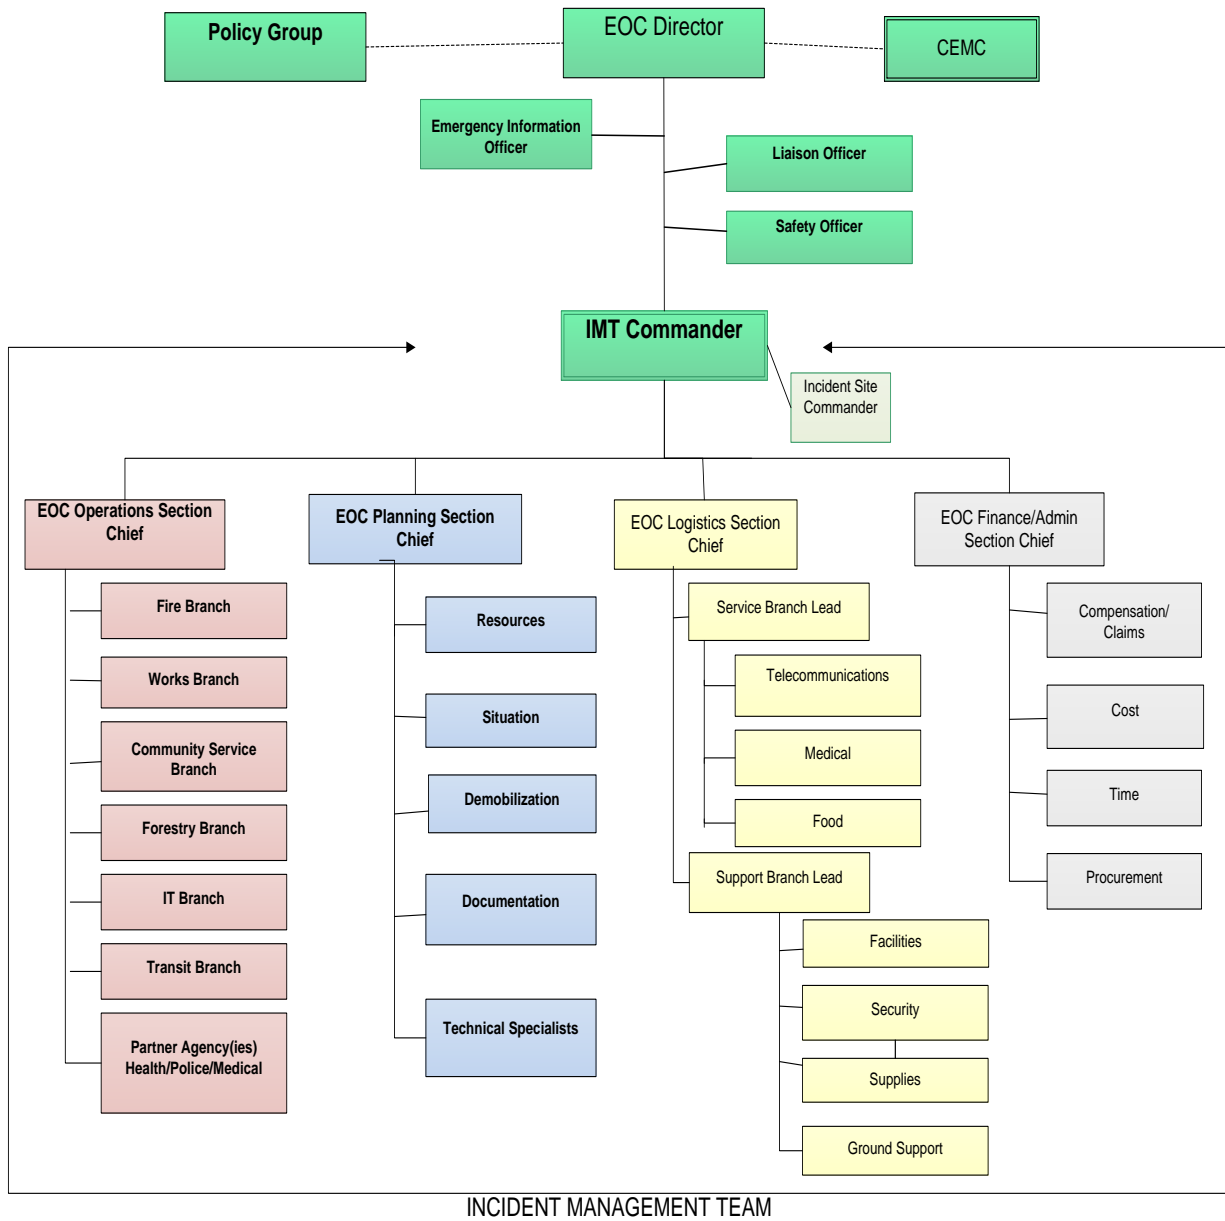 Policy Group
EOC Director
CEMC
Emergency Information
Officer
Liaison Officer
Safety Officer
IMT Commander
Incident Site
Commander
EOC Operations Section
Chief
Fire Branch
Works Branch
Community Service
Branch
Forestry Branch
IT Branch
Transit Branch
Partner Agency(ies)
Health/Police/Medical
EOC Planning Section
Chief
Resources
Situation
Demobilization
Documentation
Technical Specialists
EOC Logistics Section
Chief
Service Branch Lead
Telecommunications
Medical
Food
Support Branch Lead
Facilities
Security
Supplies
Ground Support
EOC Finance/Admin
Section Chief
Compensation/
Claims
Cost
Time
Procurement
INCIDENT MANAGEMENT TEAM